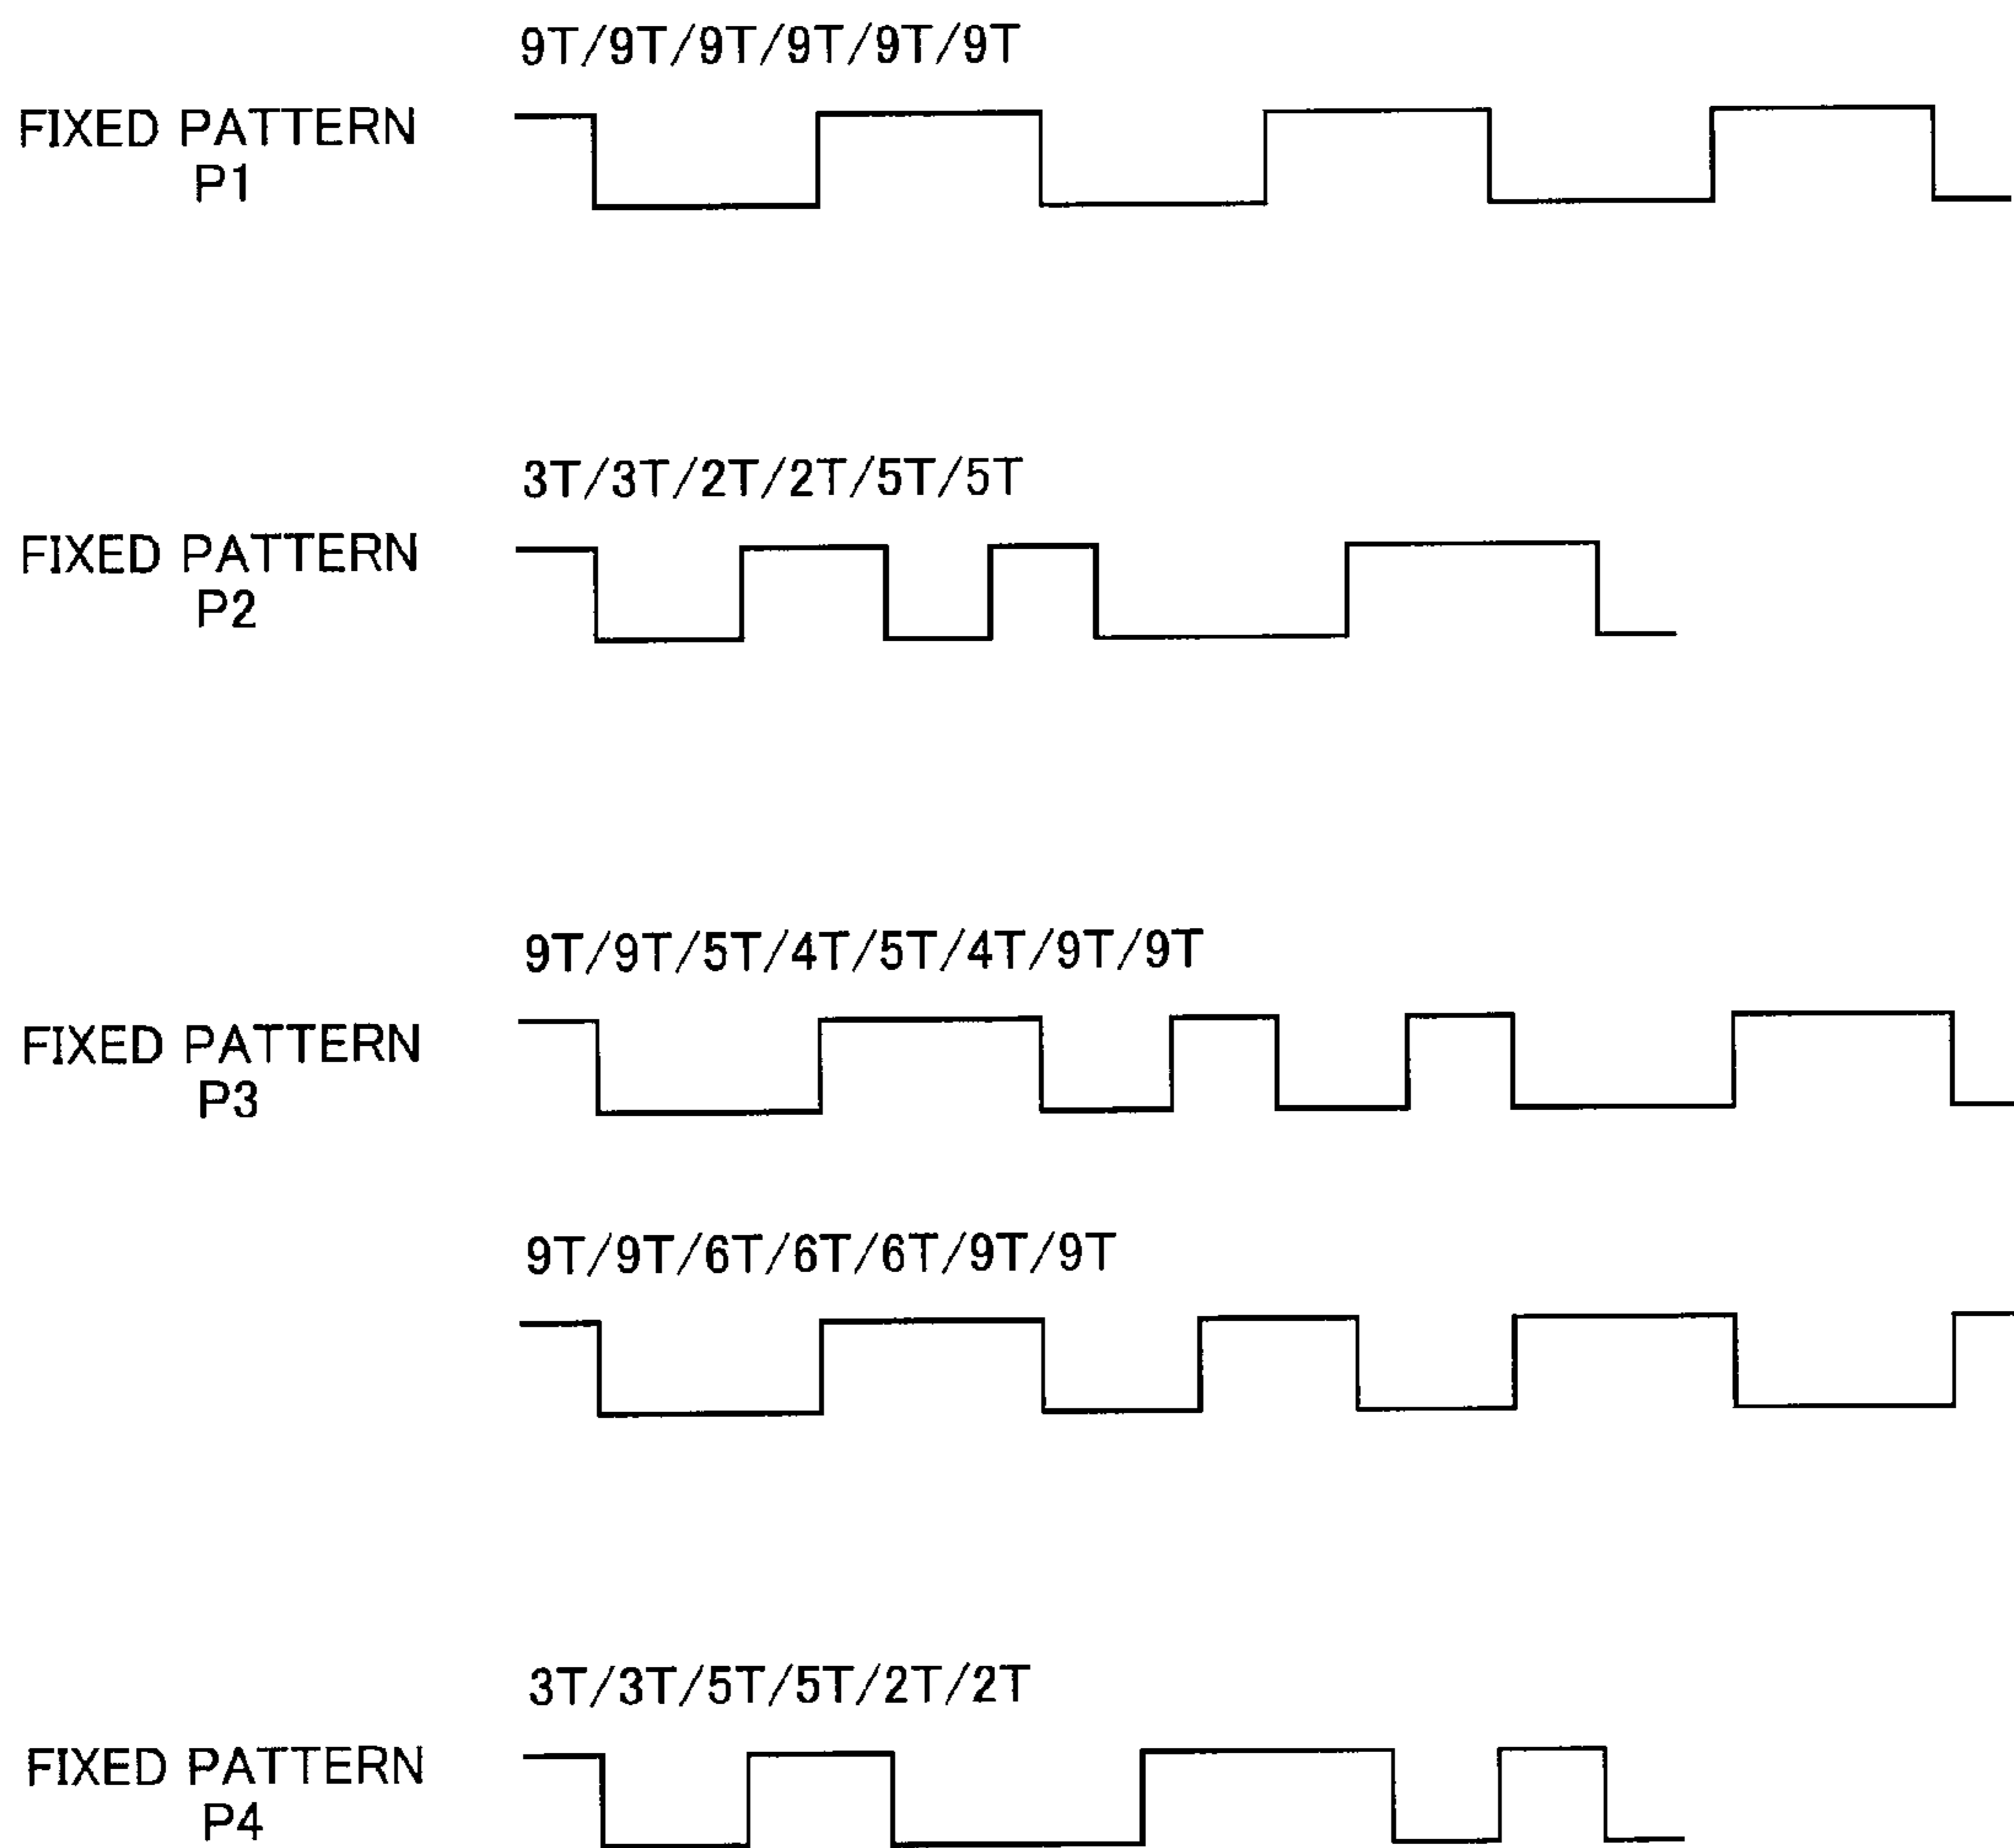 9T/9T/9T/9T/9T/9T
FIXED PATTERN
P1
3T/3T/2T/2T/5T/5T
FIXED PATTERN
P2
9T/9T/5T/4T/5T/4T/9T/9T
FIXED PATTERN
P3
9T/9T/6T/6T/6T/9T/9T
3T/3T/5T/5T/2T/2T
FIXED PATTERN
P4